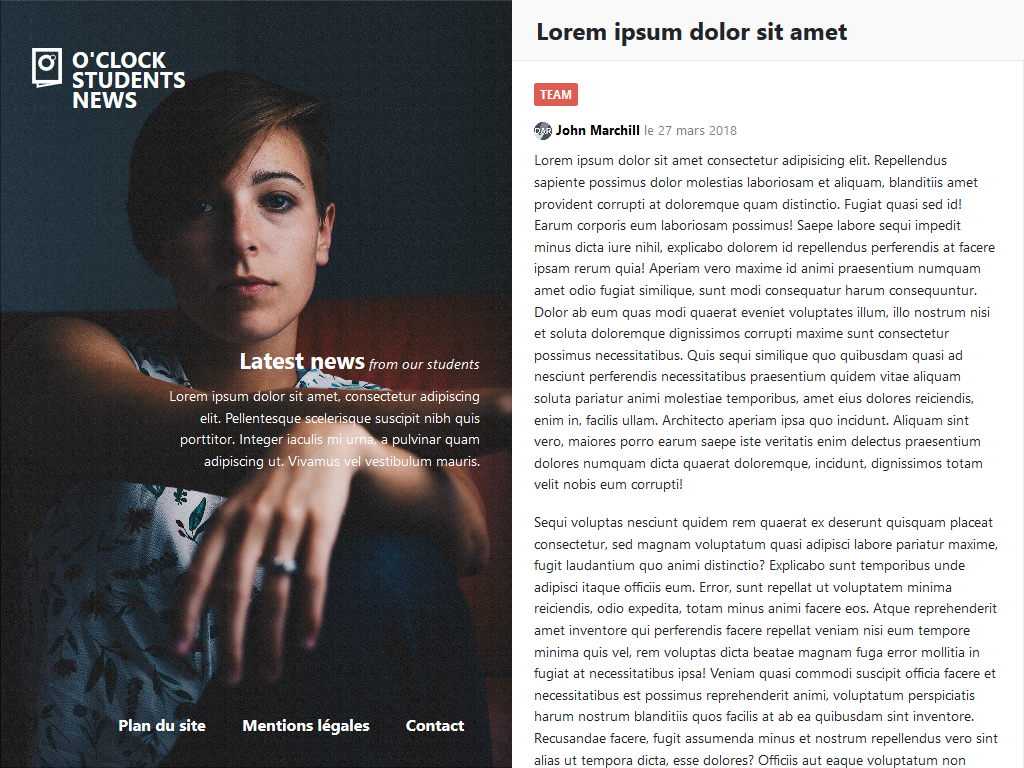 O'CLOCK
STUDENTS
NEWS
Latest news from our students
Lorem ipsum dolor sit amet, consectetur adipiscing
elit. Pellentesque scelerisque suscipit nibh quis
porttitor. Integer iaculis mi urna, a pulvinar quam
adipiscing ut. Vivamus vel vestibulum mauris.
Plan du site Mentions légales Contact
Lorem ipsum dolor sit amet
TEAM
DAR John Marchill le 27 mars 2018
Lorem ipsum dolor sit amet consectetur adipisicing elit. Repellendus
sapiente possimus dolor molestias laboriosam et aliquam, blanditiis amet
provident corrupti at doloremque quam distinctio. Fugiat quasi sed id!
Earum corporis eum laboriosam possimus! Saepe labore sequi impedit
minus dicta iure nihil, explicabo dolorem id repellendus perferendis at facere
ipsam rerum quia! Aperiam vero maxime id animi praesentium numquam
amet odio fugiat similique, sunt modi consequatur harum consequuntur.
Dolor ab eum quas modi quaerat eveniet voluptates illum, illo nostrum nisi
et soluta doloremque dignissimos corrupti maxime sunt consectetur
possimus necessitatibus. Quis sequi similique quo quibusdam quasi ad
nesciunt perferendis necessitatibus praesentium quidem vitae aliquam
soluta pariatur animi molestiae temporibus, amet eius dolores reiciendis,
enim in, facilis ullam. Architecto aperiam ipsa quo incidunt. Aliquam sint
vero, maiores porro earum saepe iste veritatis enim delectus praesentium
dolores numquam dicta quaerat doloremque, incidunt, dignissimos totam
velit nobis eum corrupti!
Sequi voluptas nesciunt quidem rem quaerat ex deserunt quisquam placeat
consectetur, sed magnam voluptatum quasi adipisci labore pariatur maxime,
fugit laudantium quo animi distinctio? Explicabo sunt temporibus unde
adipisci itaque officiis eum. Error, sunt repellat ut voluptatem minima
reiciendis, odio expedita, totam minus animi facere eos. Atque reprehenderit
amet inventore qui perferendis facere repellat veniam nisi eum tempore
minima quis vel, rem voluptas dicta beatae magnam fuga error mollitia in
fugiat at necessitatibus ipsa! Veniam quasi commodi suscipit officia facere et
necessitatibus est possimus reprehenderit animi, voluptatum perspiciatis
harum nostrum blanditiis quos facilis at ab ea quibusdam sint inventore.
Recusandae facere, fugit assumenda minus et nostrum repellendus vero sint
alias ut tempora dicta, esse dolores? Officiis aut eaque voluptatum non